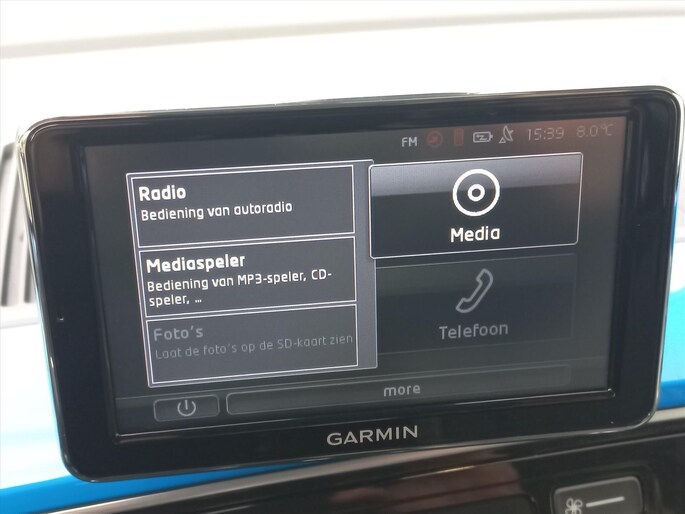 FM 15:39 8.0°C
Radio
Bediening van autoradio
Mediaspeler
Bediening van MP3-speler, CD-
speler, ...
Foto's
Laat de foto's op de SD-kaart zien
Media
Telefoon
more
GARMIN